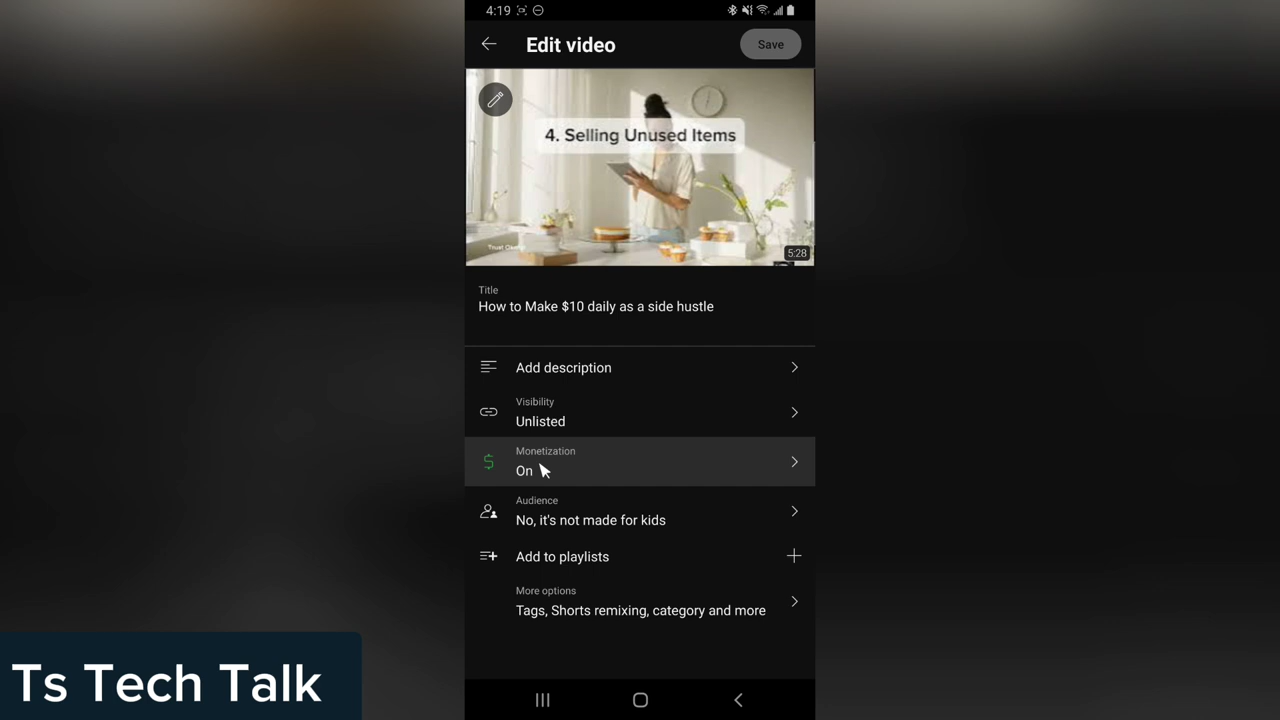 4:19
Edit video
Save
4. Selling Unused Items
5:28
Title
How to Make $10 daily as a side hustle
Add description
Visibility
Unlisted
Monetization
On
Audience
No, it's not made for kids
Add to playlists
More options
Tags, Shorts remixing, category and more
Ts Tech Talk